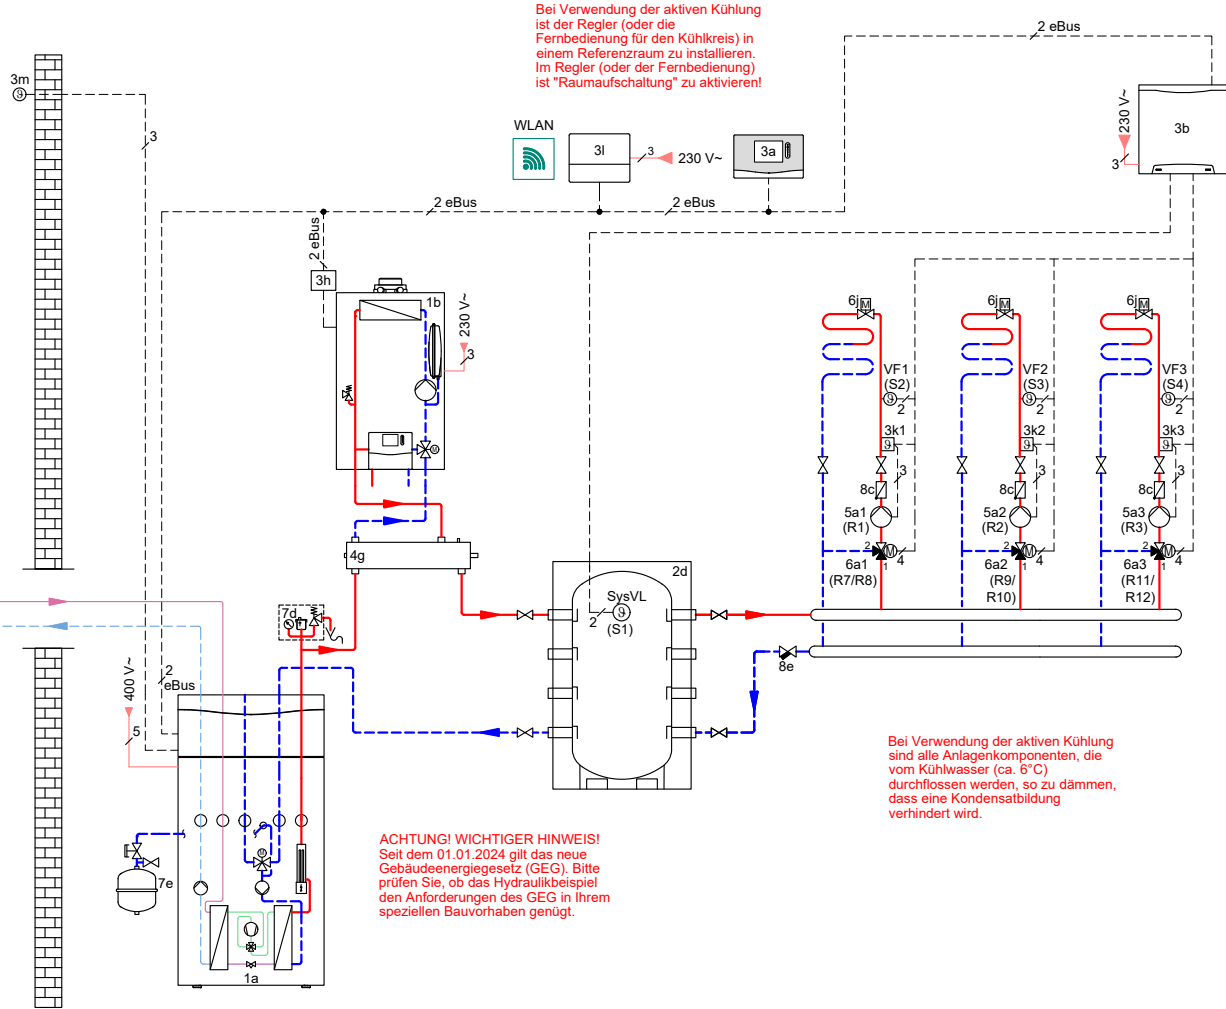 Bei Verwendung der aktiven Kühlung
ist der Regler (oder die
Fernbedienung für den Kühlkreis) in
einem Referenzraum zu installieren.
Im Regler (oder der Fernbedienung)
ist "Raumaufschaltung" zu aktivieren!
2 eBus
3m
3
WLAN
3l
3
230 V~
3a
230 V~
3
3b
2 eBus
2 eBus
2 eBus
3h
1b
230 V~
3
M
4g
6j M
6j M
6j M
VF1
(S2)
2
VF2
(S3)
2
VF3
(S4)
2
3k1
3k2
3k3
3
3
3
8c
8c
8c
5a1
(R1)
5a2
(R2)
5a3
(R3)
2
M
1
4
2
M
1
4
2
M
1
4
6a1
(R7/R8)
6a2
(R9/
R10)
6a3
(R11/
R12)
2d
SysVL
2
(S1)
7d
8e
400 V~
5
2
eBus
M
7e
1a
Bei Verwendung der aktiven Kühlung
sind alle Anlagenkomponenten, die
vom Kühlwasser (ca. 6°C)
durchflossen werden, so zu dämmen,
dass eine Kondensatbildung
verhindert wird.
ACHTUNG! WICHTIGER HINWEIS!
Seit dem 01.01.2024 gilt das neue
Gebäudeenergiegesetz (GEG). Bitte
prüfen Sie, ob das Hydraulikbeispiel
den Anforderungen des GEG in Ihrem
speziellen Bauvorhaben genügt.